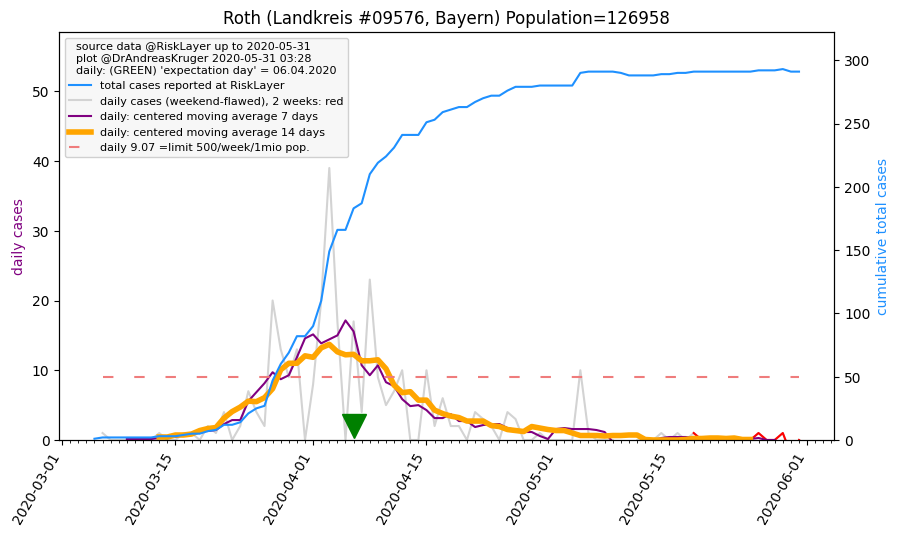 Roth (Landkreis #09576, Bayern) Population=126958
source data @RiskLayer up to 2020-05-31
plot @DrAndreasKruger 2020-05-31 03:28
daily: (GREEN) 'expectation day' = 06.04.2020
total cases reported at RiskLayer
daily cases (weekend-flawed), 2 weeks: red
daily: centered moving average 7 days
daily: centered moving average 14 days
daily 9.07 =limit 500/week/1mio pop.
daily cases
50
40
30
20
10
0
cumulative total cases
300
250
200
150
100
50
0
2020-03-01
2020-03-15
2020-04-01
2020-04-15
2020-05-01
2020-05-15
2020-06-01